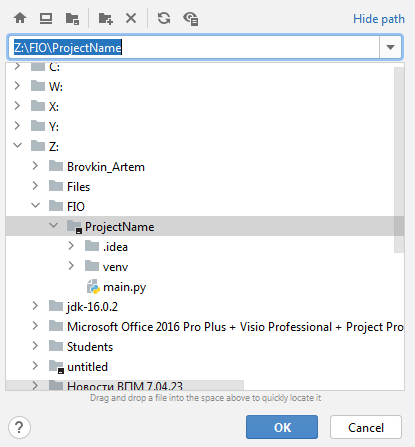 Hide path
Z:\FIO\ProjectName
C:
W:
X:
Y:
Z:
Brovkin_Artem
Files
FIO
ProjectName
.idea
venv
main.py
jdk-16.0.2
Microsoft Office 2016 Pro Plus + Visio Professional + Project Pro
Students
untitled
Новости ВПМ 7.04.23
Drag and drop a file into the space above to quickly locate it
?
OK
Cancel